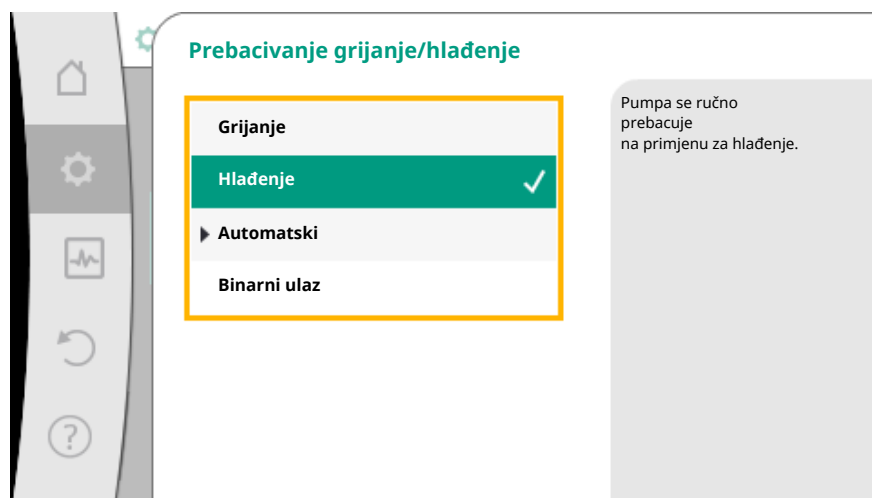 Prebacivanje grijanje/hlađenje
Grijanje
Hlađenje
Automatski
Binarni ulaz
Pumpa se ručno
prebacuje
na primjenu za hlađenje.
?